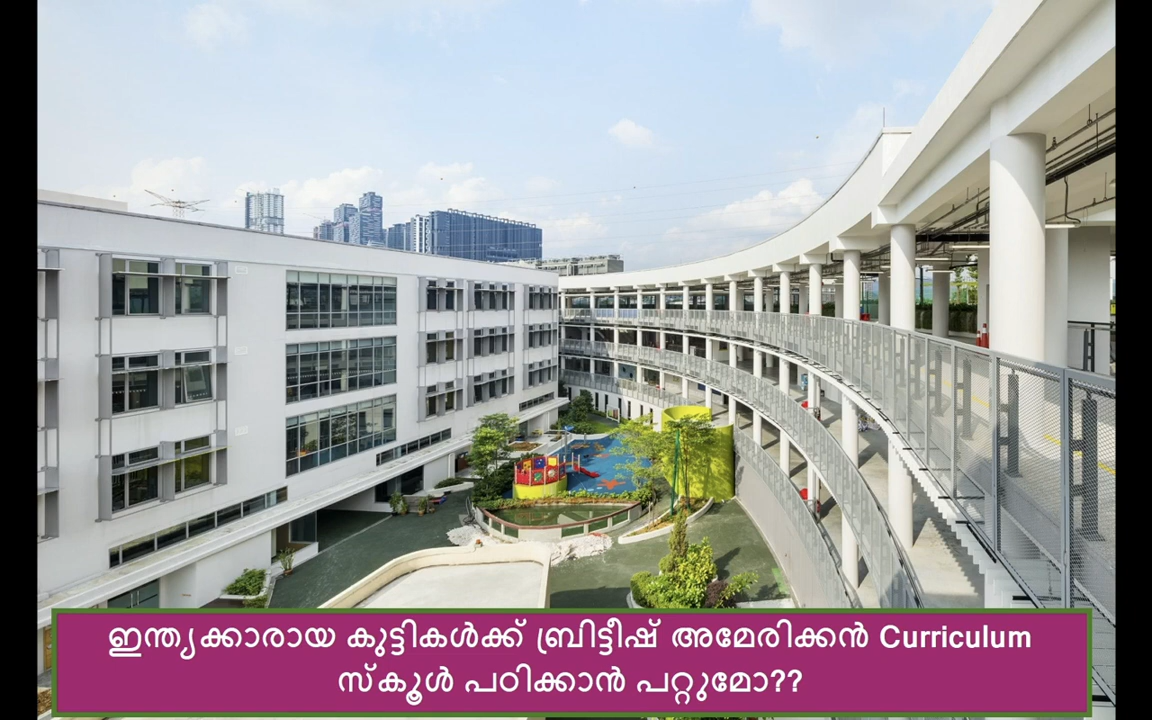 ഇന്ത്യക്കാരായ കുട്ടികൾക്ക് ബ്രിട്ടീഷ് അമേരിക്കൻ Curriculum
സ്കൂൾ പഠിക്കാൻ പറ്റുമോ??